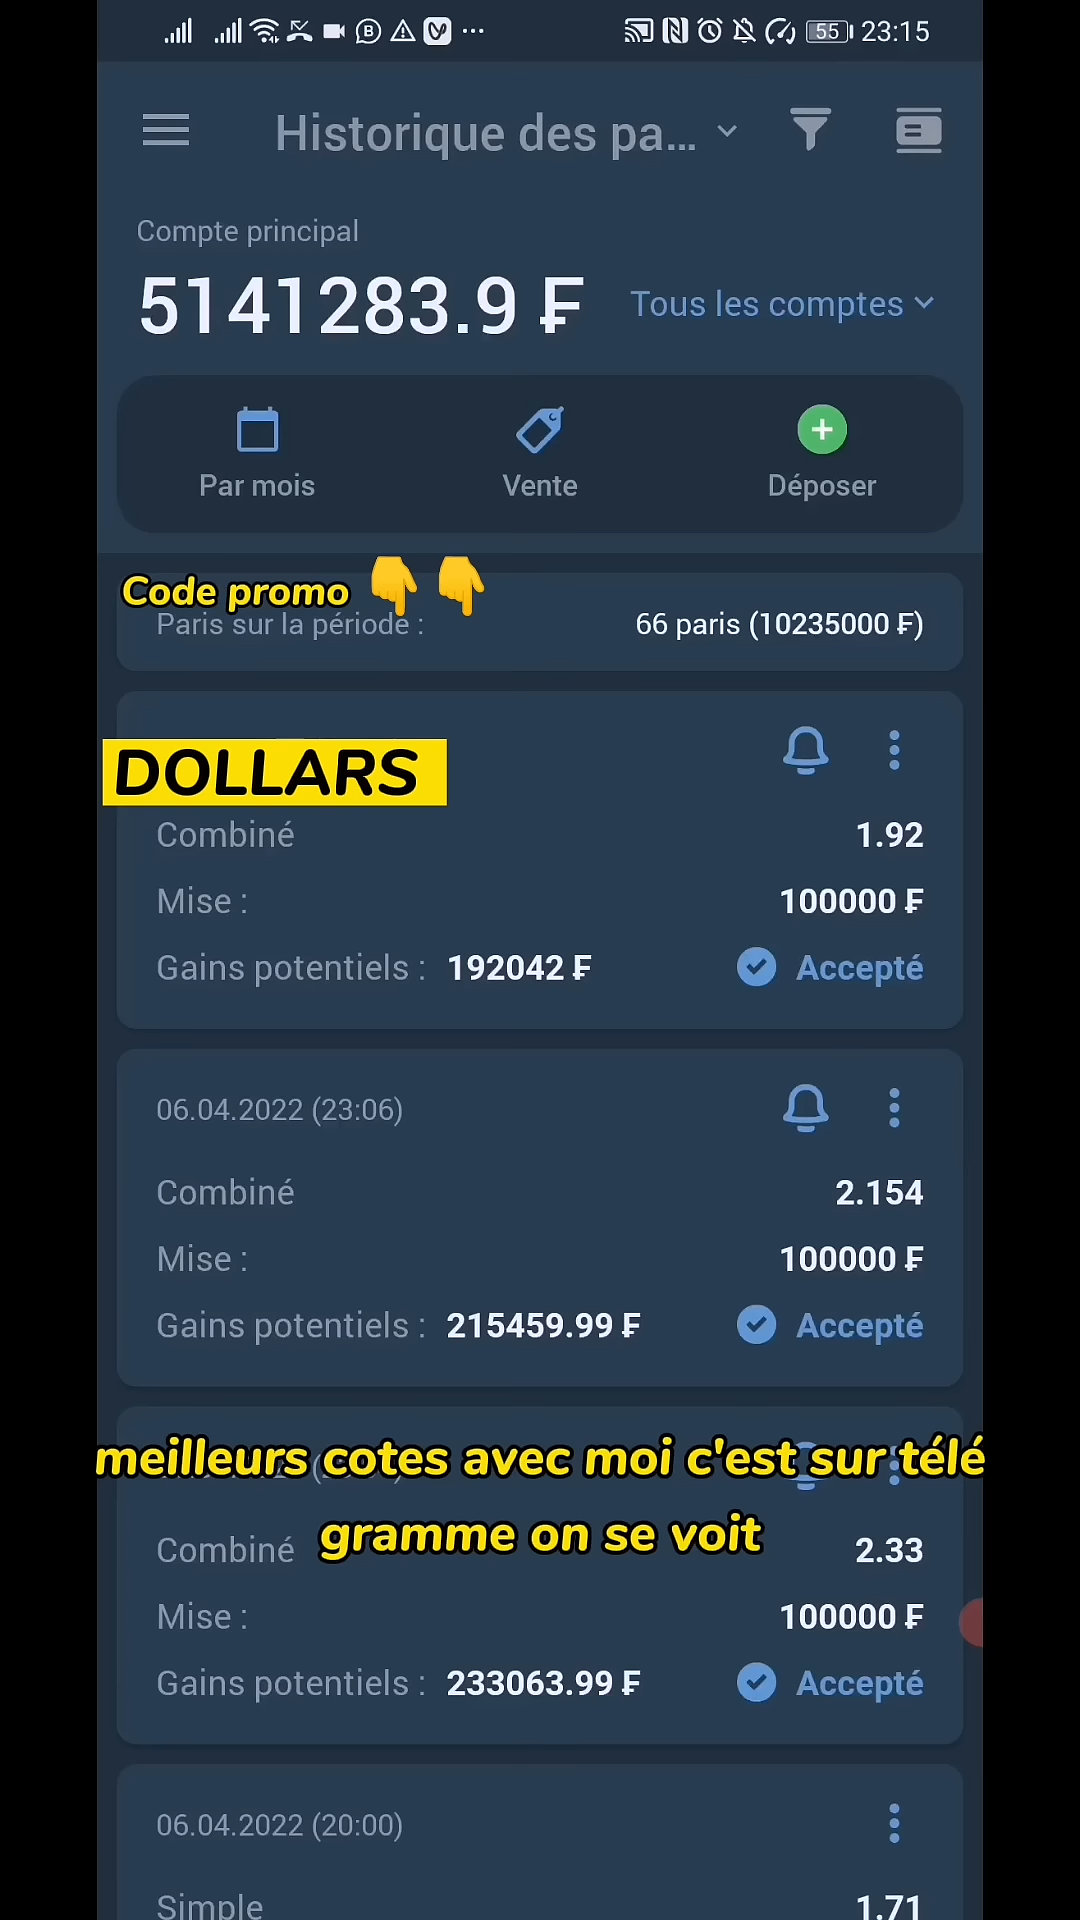 55 23:15
Historique des pa...
Compte principal
5141283.9 ₣ Tous les comptes
Par mois Vente Déposer
Code promo 👇 👇
Paris sur la période : 66 paris (10235000 ₣)
DOLLARS
Combiné 1.92
Mise : 100000 ₣
Gains potentiels : 192042 ₣ Accepté
06.04.2022 (23:06)
Combiné 2.154
Mise : 100000 ₣
Gains potentiels : 215459.99 ₣ Accepté
meilleurs cotes avec moi c'est sur télé
gramme on se voit
Combiné 2.33
Mise : 100000 ₣
Gains potentiels : 233063.99 ₣ Accepté
06.04.2022 (20:00)
Simple 1.71